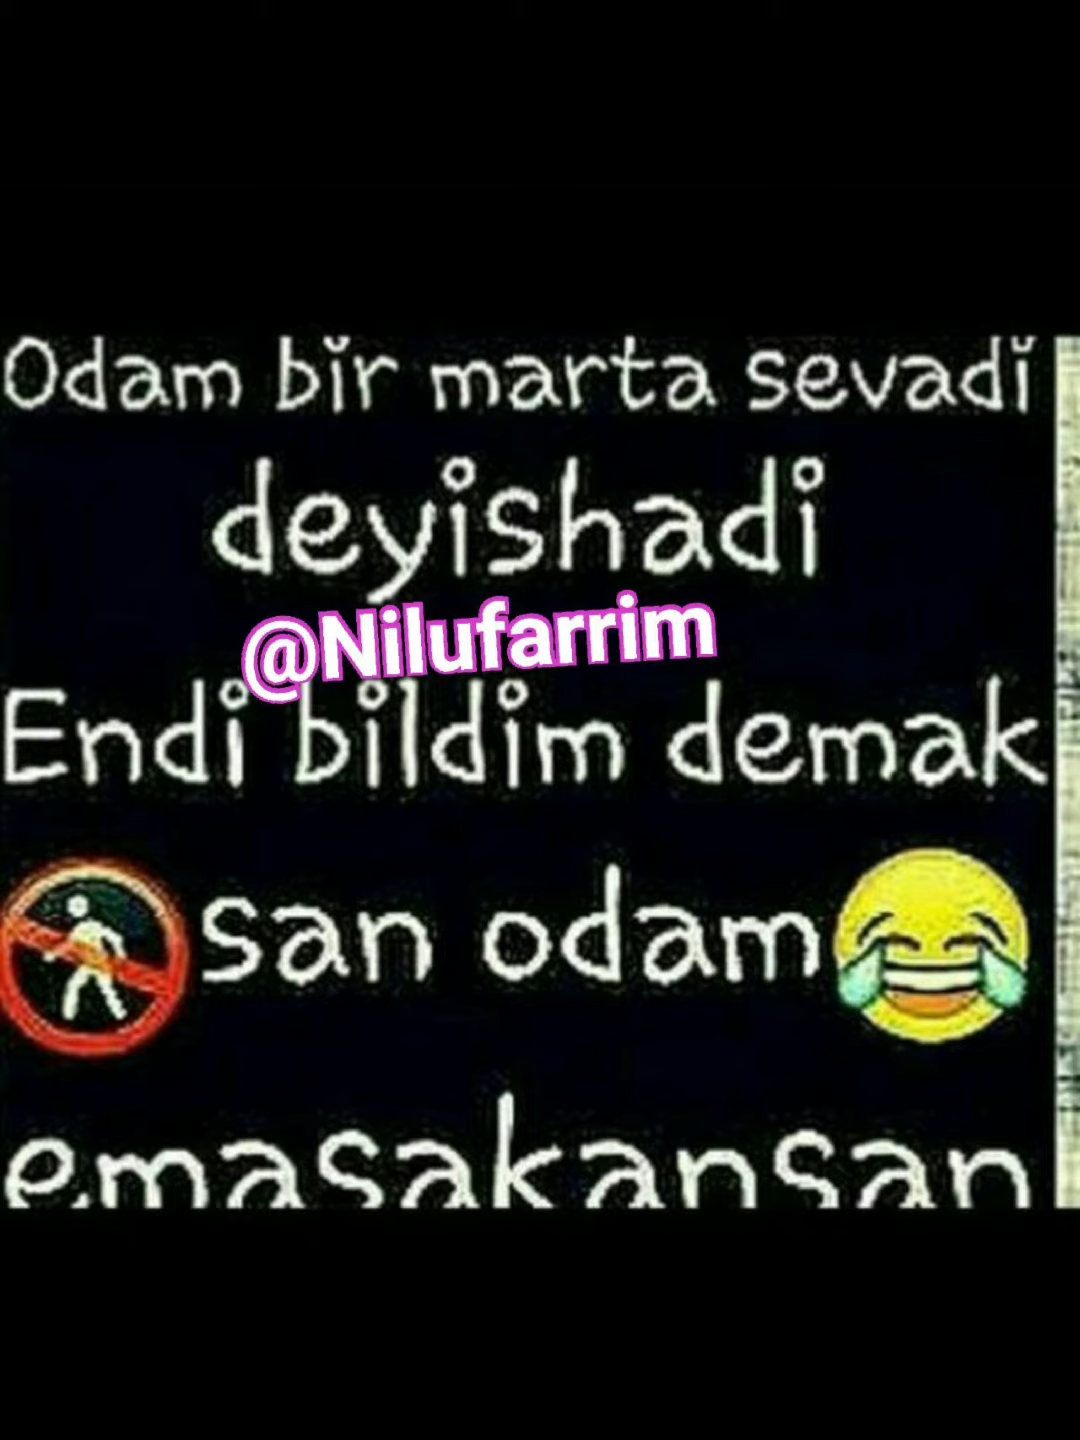 Odam bir marta sevadi
deyishadi
@Nilufarrim
Endi bildim demak
san odam
emasakansan